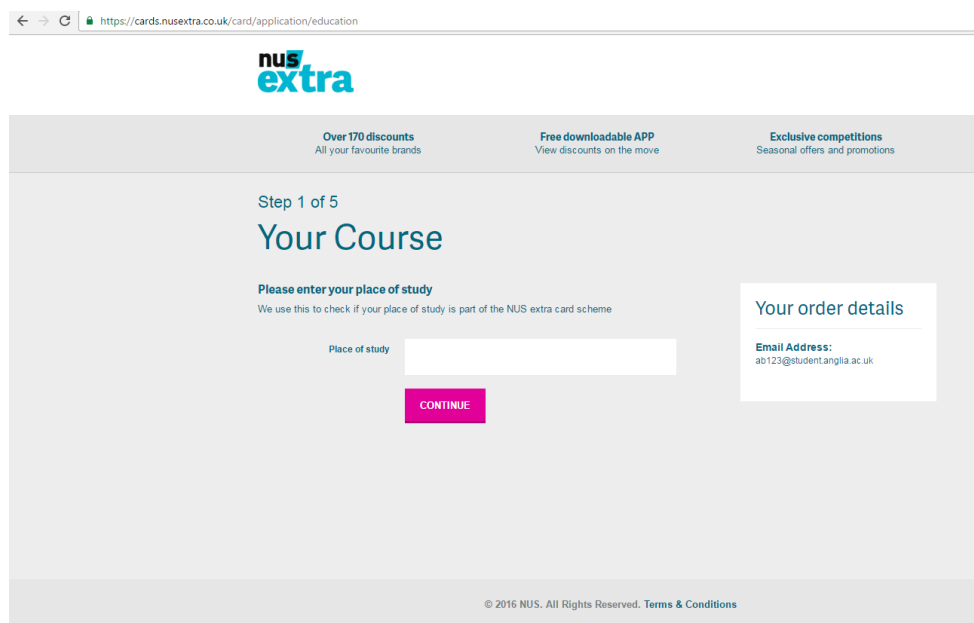 https://cards.nusextra.co.uk/card/application/education
nus
extra
Over 170 discounts
All your favourite brands
Free downloadable APP
View discounts on the move
Exclusive competitions
Seasonal offers and promotions
Step 1 of 5
Your Course
Please enter your place of study
We use this to check if your place of study is part of the NUS extra card scheme
Place of study
CONTINUE
Your order details
Email Address:
ab123@student.anglia.ac.uk
© 2016 NUS. All Rights Reserved. Terms & Conditions